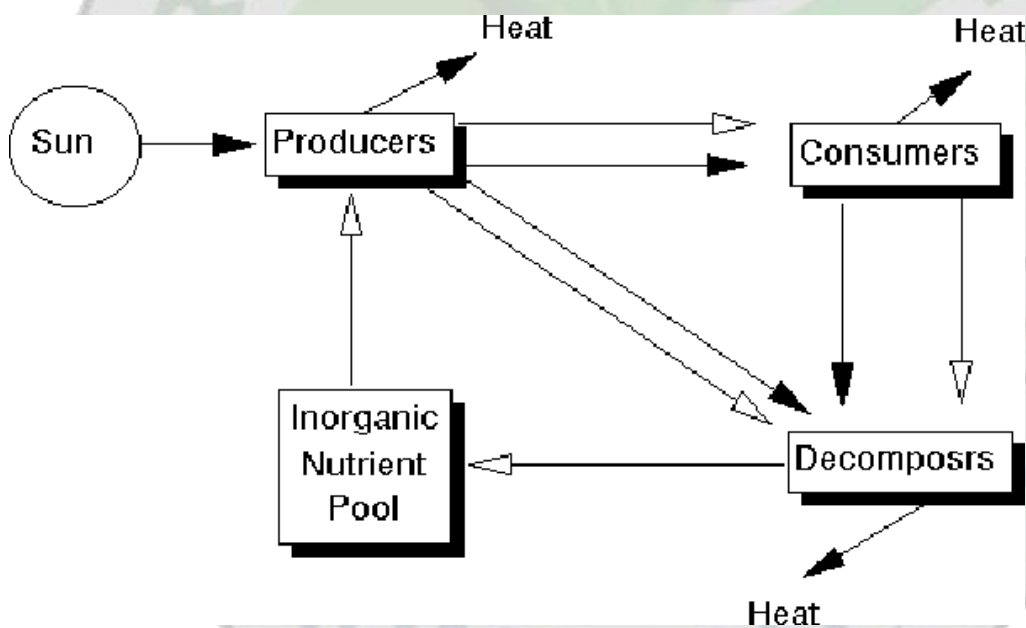 Heat
Heat
Sun
Producers
Consumers
Inorganic
Nutrient
Pool
Decomposrs
Heat